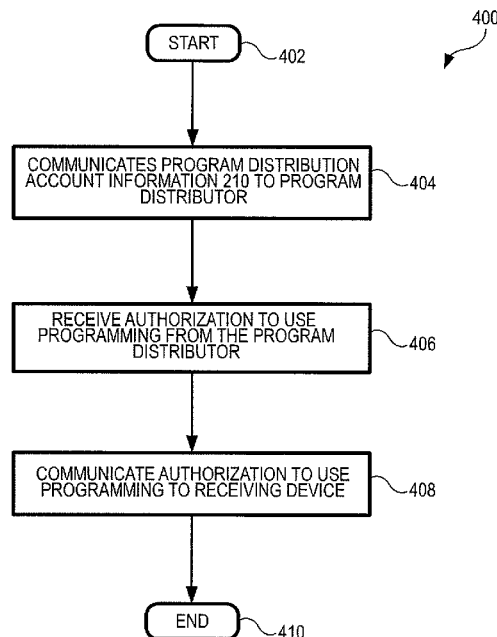 400
START
402
COMMUNICATES PROGRAM DISTRIBUTION
ACCOUNT INFORMATION 210 TO PROGRAM
DISTRIBUTOR
404
RECEIVE AUTHORIZATION TO USE
PROGRAMMING FROM THE PROGRAM
DISTRIBUTOR
406
COMMUNICATE AUTHORIZATION TO USE
PROGRAMMING TO RECEIVING DEVICE
408
END
410